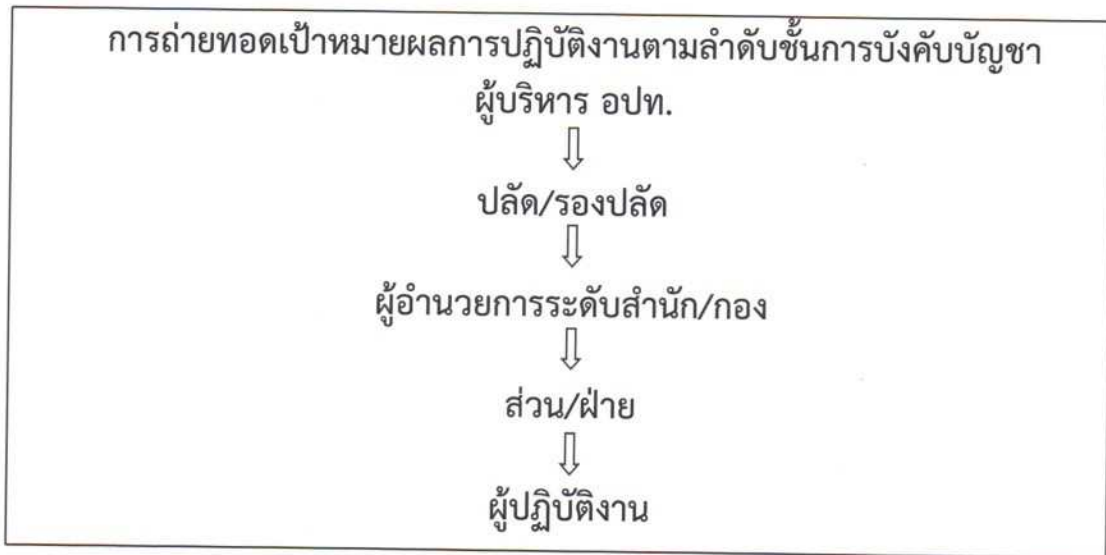 การถ่ายทอดเป้าหมายผลการปฏิบัติงานตามลำดับชั้นการบังคับบัญชา
ผู้บริหาร อปท.
ปลัด/รองปลัด
ผู้อำนวยการระดับสำนัก/กอง
ส่วน/ฝ่าย
ผู้ปฏิบัติงาน